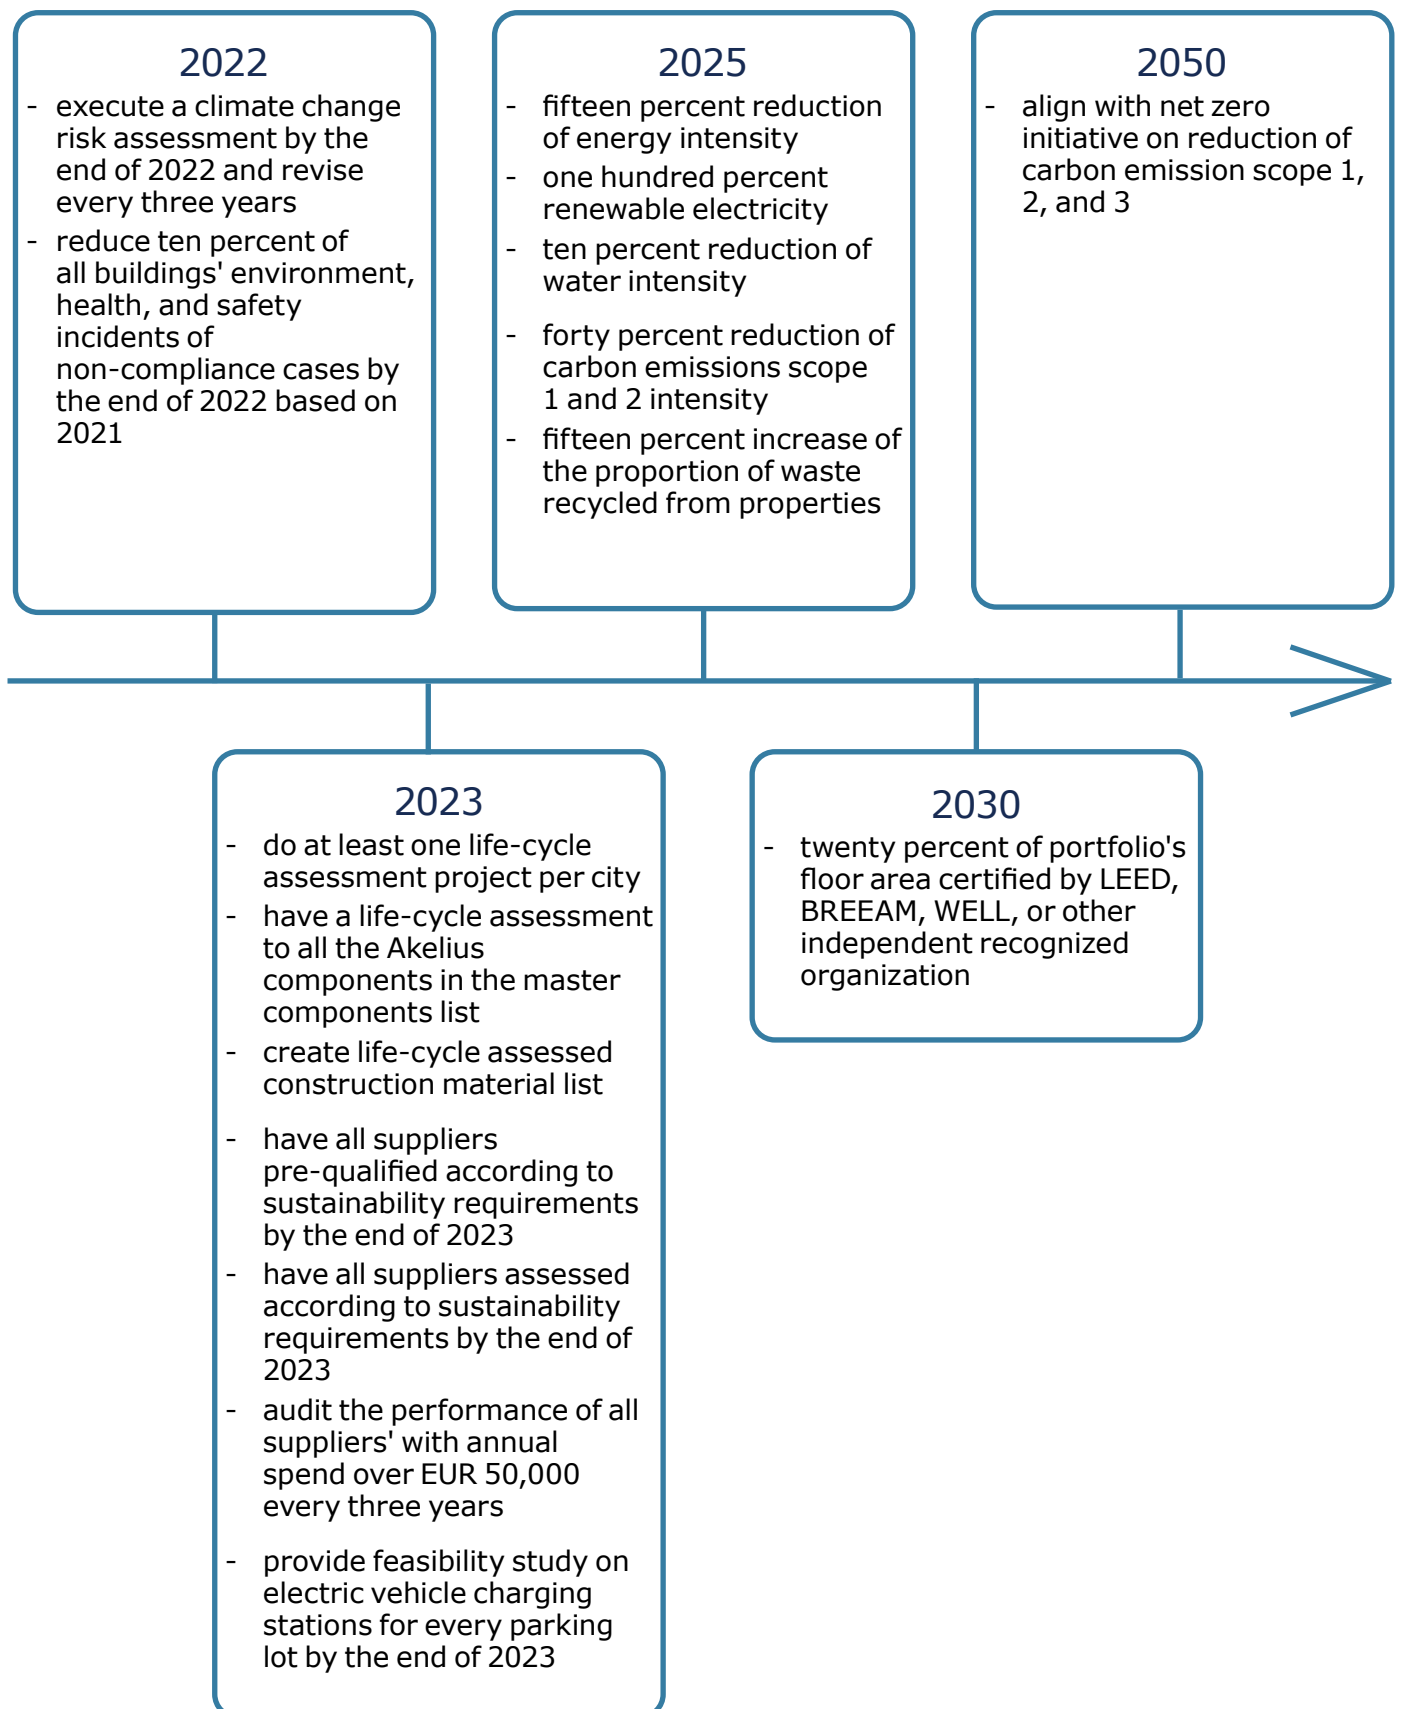 2022
- execute a climate change
risk assessment by the
end of 2022 and revise
every three years
- reduce ten percent of
all buildings' environment,
health, and safety
incidents of
non-compliance cases by
the end of 2022 based on
2021
2025
- fifteen percent reduction
of energy intensity
- one hundred percent
renewable electricity
- ten percent reduction of
water intensity
- forty percent reduction of
carbon emissions scope
1 and 2 intensity
- fifteen percent increase of
the proportion of waste
recycled from properties
2050
- align with net zero
initiative on reduction of
carbon emission scope 1,
2, and 3
2023
- do at least one life-cycle
assessment project per city
- have a life-cycle assessment
to all the Akelius
components in the master
components list
- create life-cycle assessed
construction material list
- have all suppliers
pre-qualified according to
sustainability requirements
by the end of 2023
- have all suppliers assessed
according to sustainability
requirements by the end of
2023
- audit the performance of all
suppliers' with annual
spend over EUR 50,000
every three years
- provide feasibility study on
electric vehicle charging
stations for every parking
lot by the end of 2023
2030
- twenty percent of portfolio's
floor area certified by LEED,
BREEAM, WELL, or other
independent recognized
organization